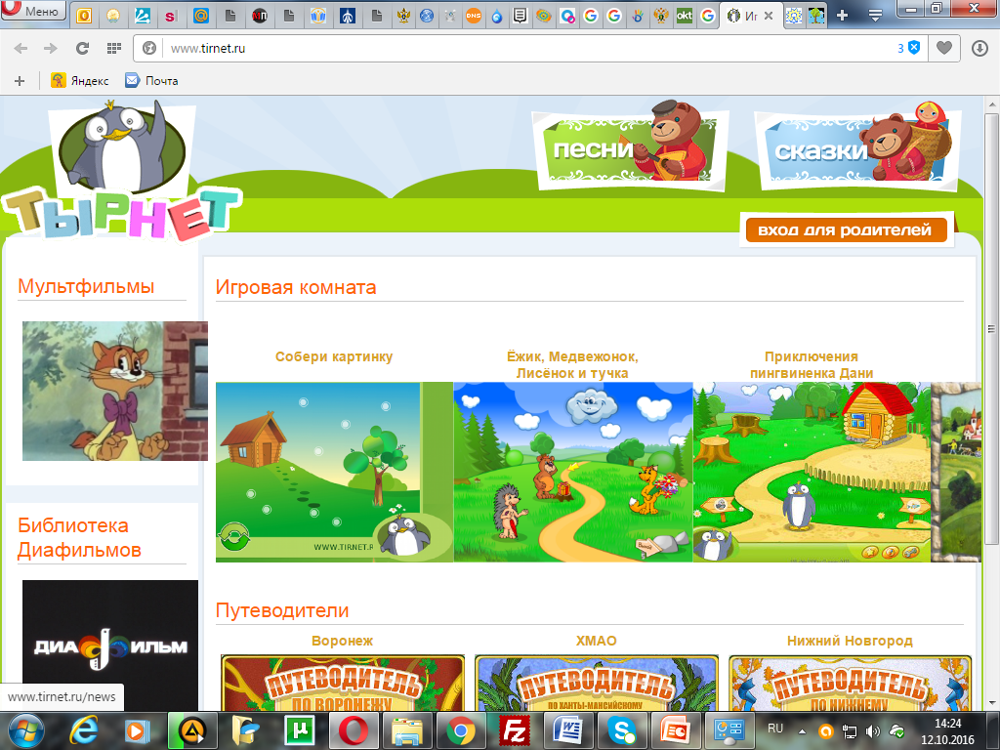 Меню
www.tirnet.ru
3
Яндекс
Почта
ТЫРНЕТ
песни
сказки
вход для родителей
Мультфильмы
Игровая комната
Собери картинку
Ёжик, Медвежонок,
Лисёнок и тучка
Приключения
пингвиненка Дани
WWW.TIRNET.R
Библиотека
Диафильмов
ДИАФИЛЬМ
Путеводители
Воронеж
ХМАО
Нижний Новгород
ПУТЕВОДИТЕЛЬ
ПО ВОРОНЕЖУ
ПУТЕВОДИТЕЛЬ
ПО ХАНТЫ-МАНСИЙСКОМУ
ПУТЕВОДИТЕЛЬ
ПО НИЖНЕМУ
www.tirnet.ru/news
RU
14:24
12.10.2016